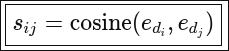 s_{ij} = cosine(e_{d_i}, e_{d_j})